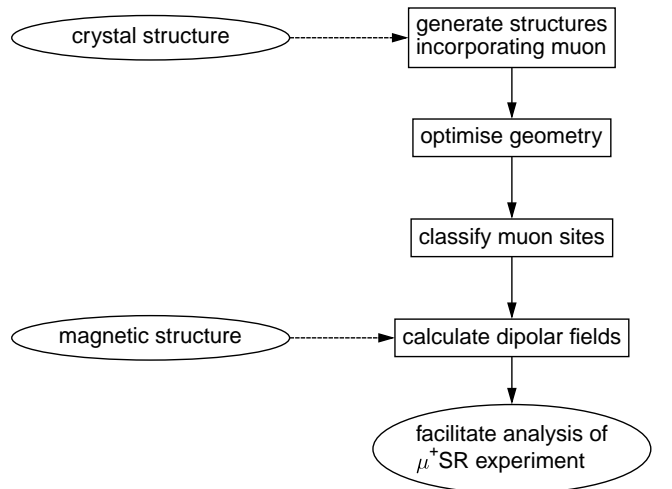 crystal structure
generate structures
incorporating muon
optimise geometry
classify muon sites
magnetic structure
calculate dipolar fields
facilitate analysis of
μ⁺SR experiment